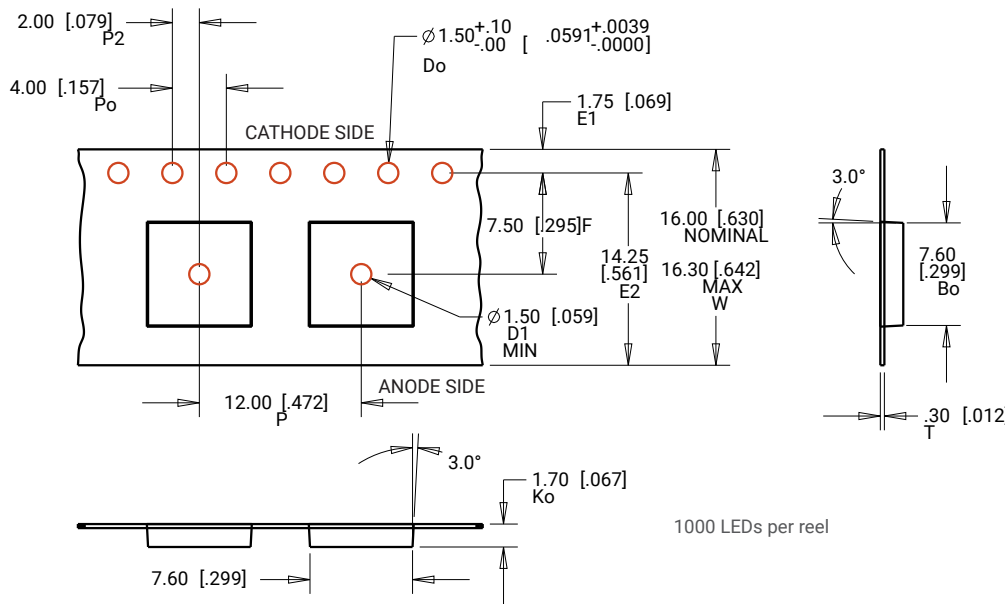 2.00 [.079]
P2
4.00 [.157]
Po
⌀1.50 +.10 -.00 [ .0591 +.0039 -.0000]
Do
1.75 [.069]
E1
CATHODE SIDE
7.50 [.295]F
14.25
[.561]
E2
16.00 [.630]
NOMINAL
16.30 [.642]
MAX
W
⌀1.50 [.059]
D1
MIN
ANODE SIDE
12.00 [.472]
P
3.0°
7.60
[.299]
Bo
.30 [.012]
T
3.0°
1.70 [.067]
Ko
7.60 [.299]
1000 LEDs per reel